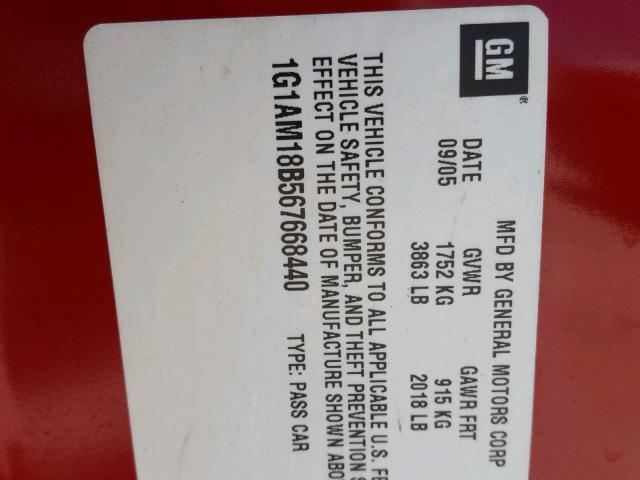 GM®
MFD BY GENERAL MOTORS CORP
DATE GVWR GAWR FRT
09/05 1752 KG 915 KG
3863 LB 2018 LB
THIS VEHICLE CONFORMS TO ALL APPLICABLE U.S. FE
VEHICLE SAFETY, BUMPER, AND THEFT PREVENTION S
EFFECT ON THE DATE OF MANUFACTURE SHOWN ABO
1G1AM18B567668440 TYPE: PASS CAR